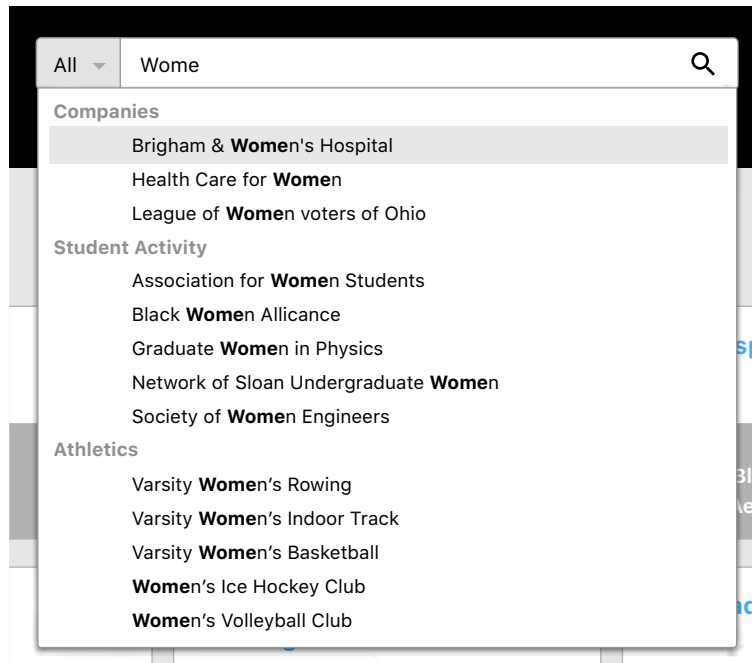 All Wome
Companies
Brigham & Women's Hospital
Health Care for Women
League of Women voters of Ohio
Student Activity
Association for Women Students
Black Women Allicance
Graduate Women in Physics
Network of Sloan Undergraduate Women
Society of Women Engineers
Athletics
Varsity Women’s Rowing
Varsity Women’s Indoor Track
Varsity Women’s Basketball
Women’s Ice Hockey Club
Women’s Volleyball Club